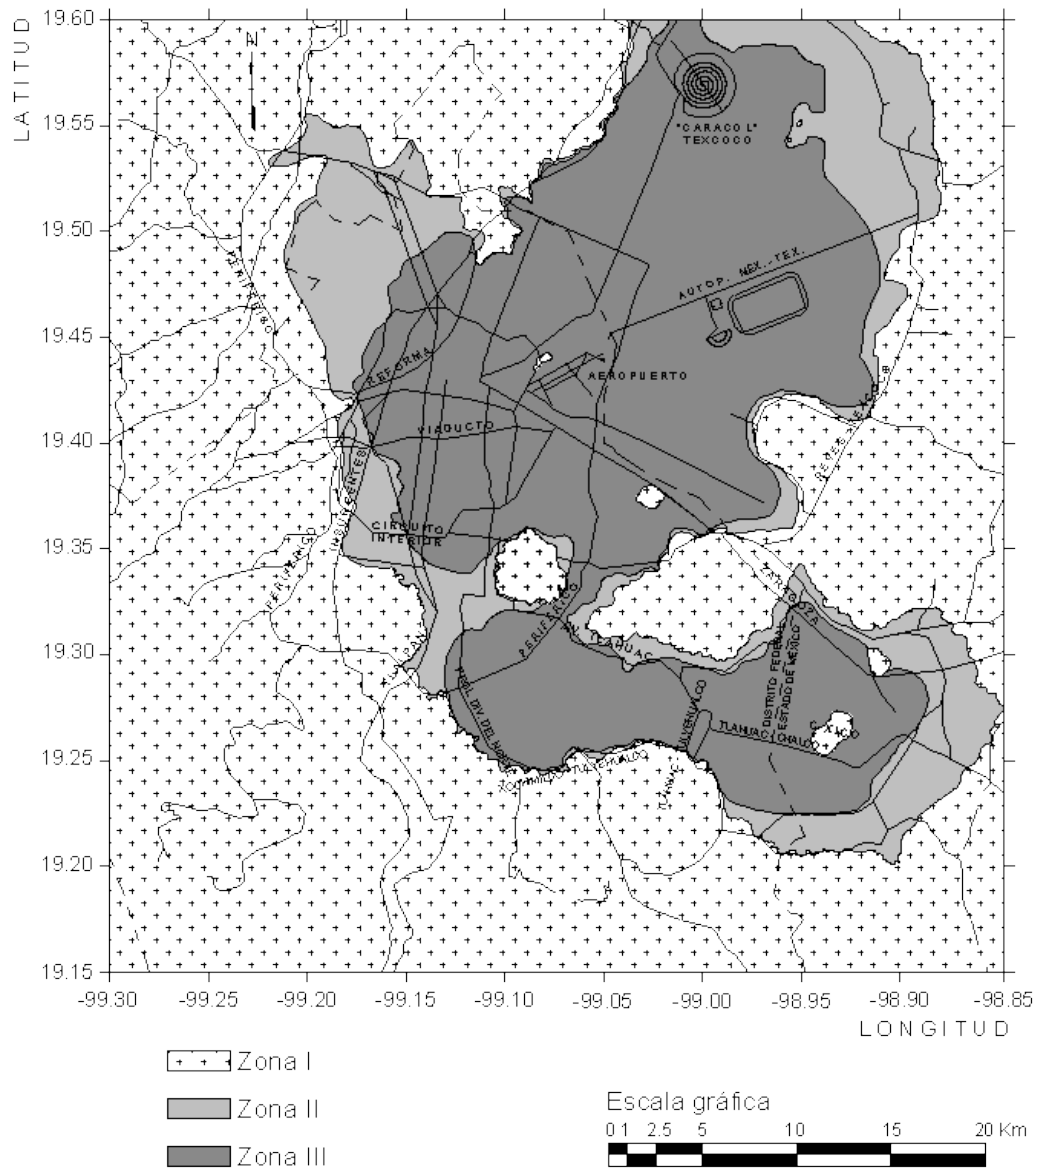 LATITUD
19.60
19.55
19.50
19.45
19.40
19.35
19.30
19.25
19.20
19.15
N
"CARACOL"
TEXCOCO
PERIFERICO
AUTOP. MEX.-TEX.
REFORMA
AEROPUERTO
VIADUCTO
INSURGENTES
CIRCUITO
INTERIOR
PERIFERICO
ZARAGOZA
PERIFERICO
AV. TLAHUAC
TLALPAN
DISTRITO FEDERAL
ESTADO DE MEXICO
TLAHUAC
CHALCO
TLAHUAC
-99.30
-99.25
-99.20
-99.15
-99.10
-99.05
-99.00
-98.95
-98.90
-98.85
LONGITUD
Zona I
Zona II
Zona III
Escala gráfica
0 1 2.5 5 10 15 20 Km